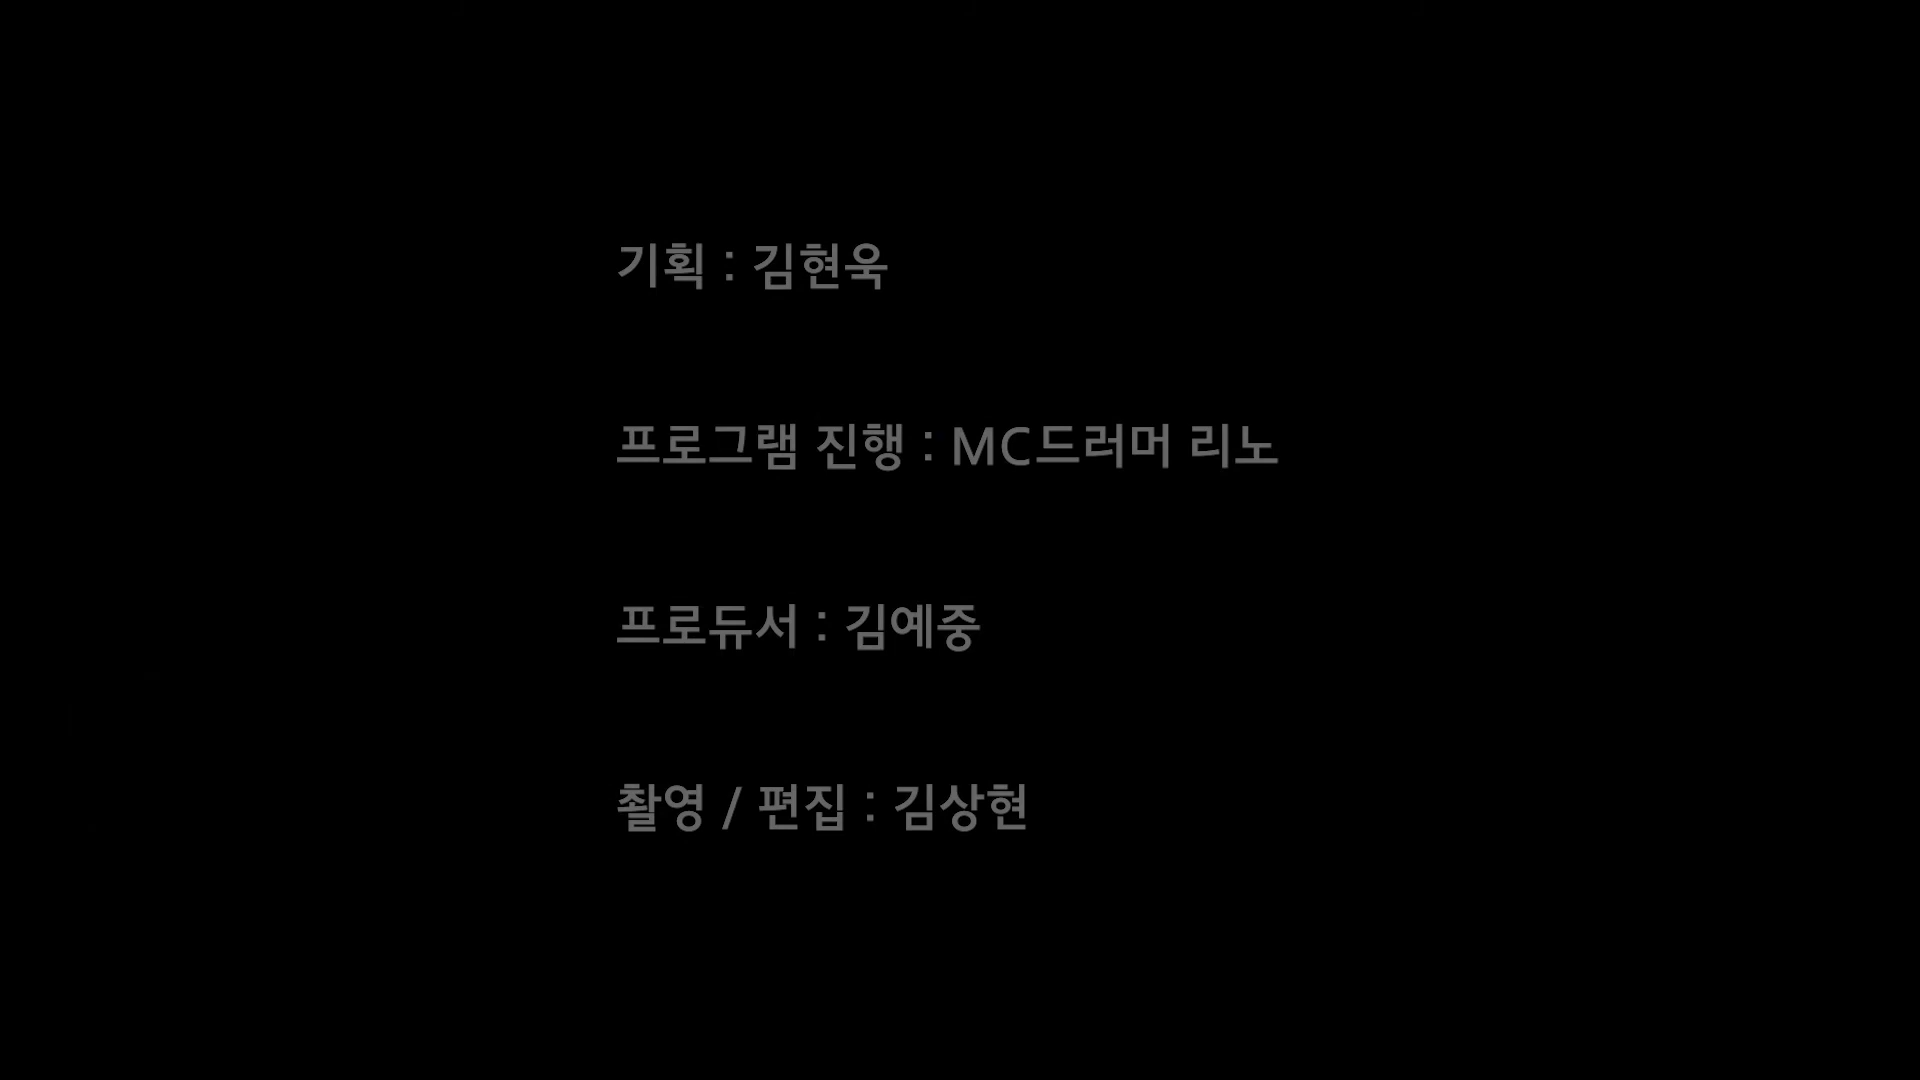 기획 : 김현욱
프로그램 진행 : MC드러머 리노
프로듀서 : 김예중
촬영 / 편집 : 김상현